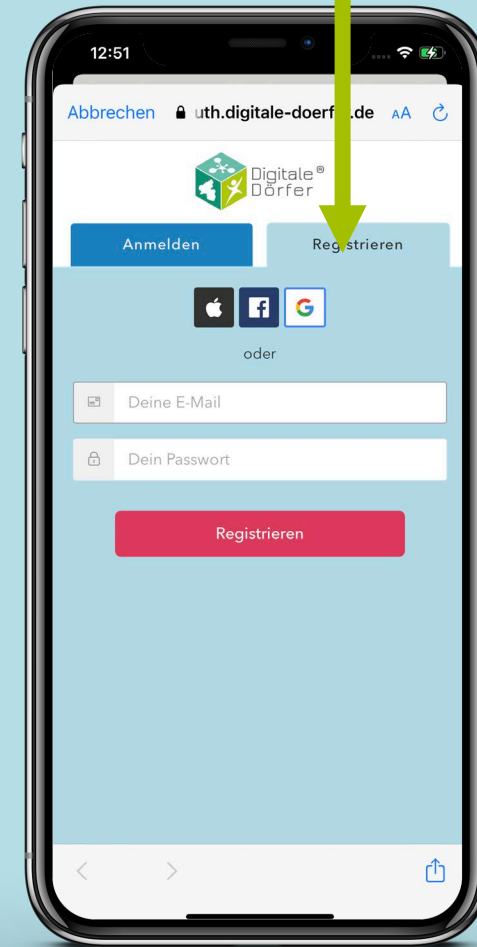 12:51
Abbrechen uth.digitale-doerf .de AA
Digitale®
Dörfer
Anmelden Registrieren
oder
Deine E-Mail
Dein Passwort
Registrieren